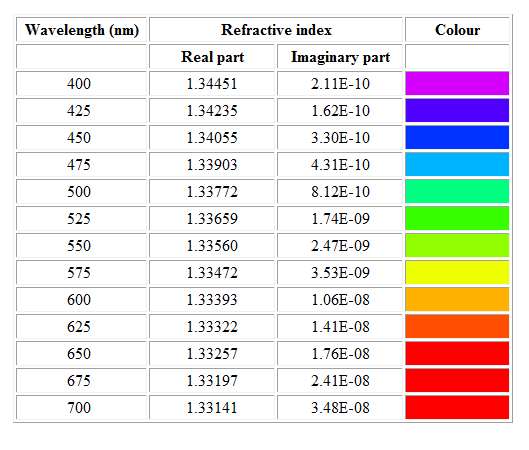 Wavelength (nm) Refractive index Colour
Real part Imaginary part
400 1.34451 2.11E-10
425 1.34235 1.62E-10
450 1.34055 3.30E-10
475 1.33903 4.31E-10
500 1.33772 8.12E-10
525 1.33659 1.74E-09
550 1.33560 2.47E-09
575 1.33472 3.53E-09
600 1.33393 1.06E-08
625 1.33322 1.41E-08
650 1.33257 1.76E-08
675 1.33197 2.41E-08
700 1.33141 3.48E-08